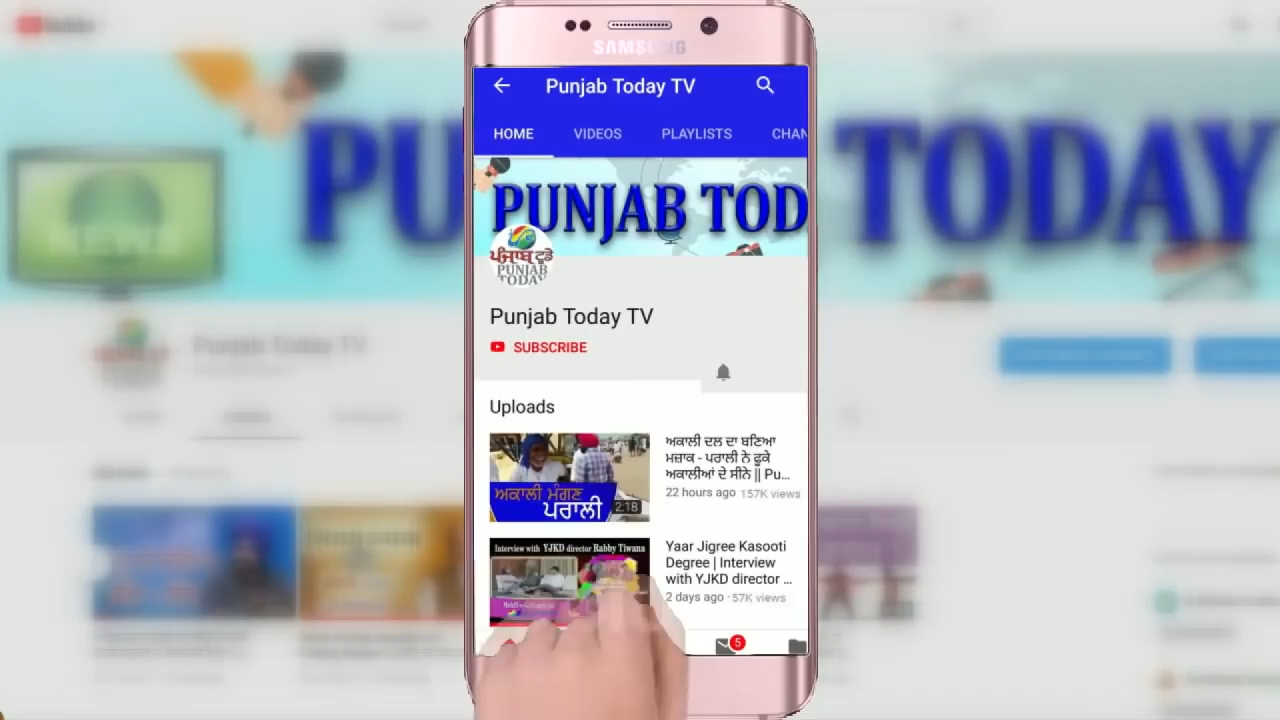 SAMSUNG
Punjab Today TV
HOME VIDEOS PLAYLISTS CHAN
PUNJAB TODAY
PUNJAB TOD
ਪੰਜਾਬ ਟੂਡੇ
PUNJAB
TODAY
Punjab Today TV
SUBSCRIBE
Uploads
ਅਕਾਲੀ ਮੰਗਣ
ਪਰਾਲੀ
2:18
ਅਕਾਲੀ ਦਲ ਦਾ ਬਣਿਆ
ਮਜ਼ਾਕ - ਪਰਾਲੀ ਨੇ ਫੂਕੇ
ਅਕਾਲੀਆਂ ਦੇ ਸੀਨੇ || Pu...
22 hours ago 157K views
Interview with YJKD director Rabby Tiwana
Yaar Jigree Kasooti
Degree | Interview
with YJKD director ...
2 days ago · 57K views
5